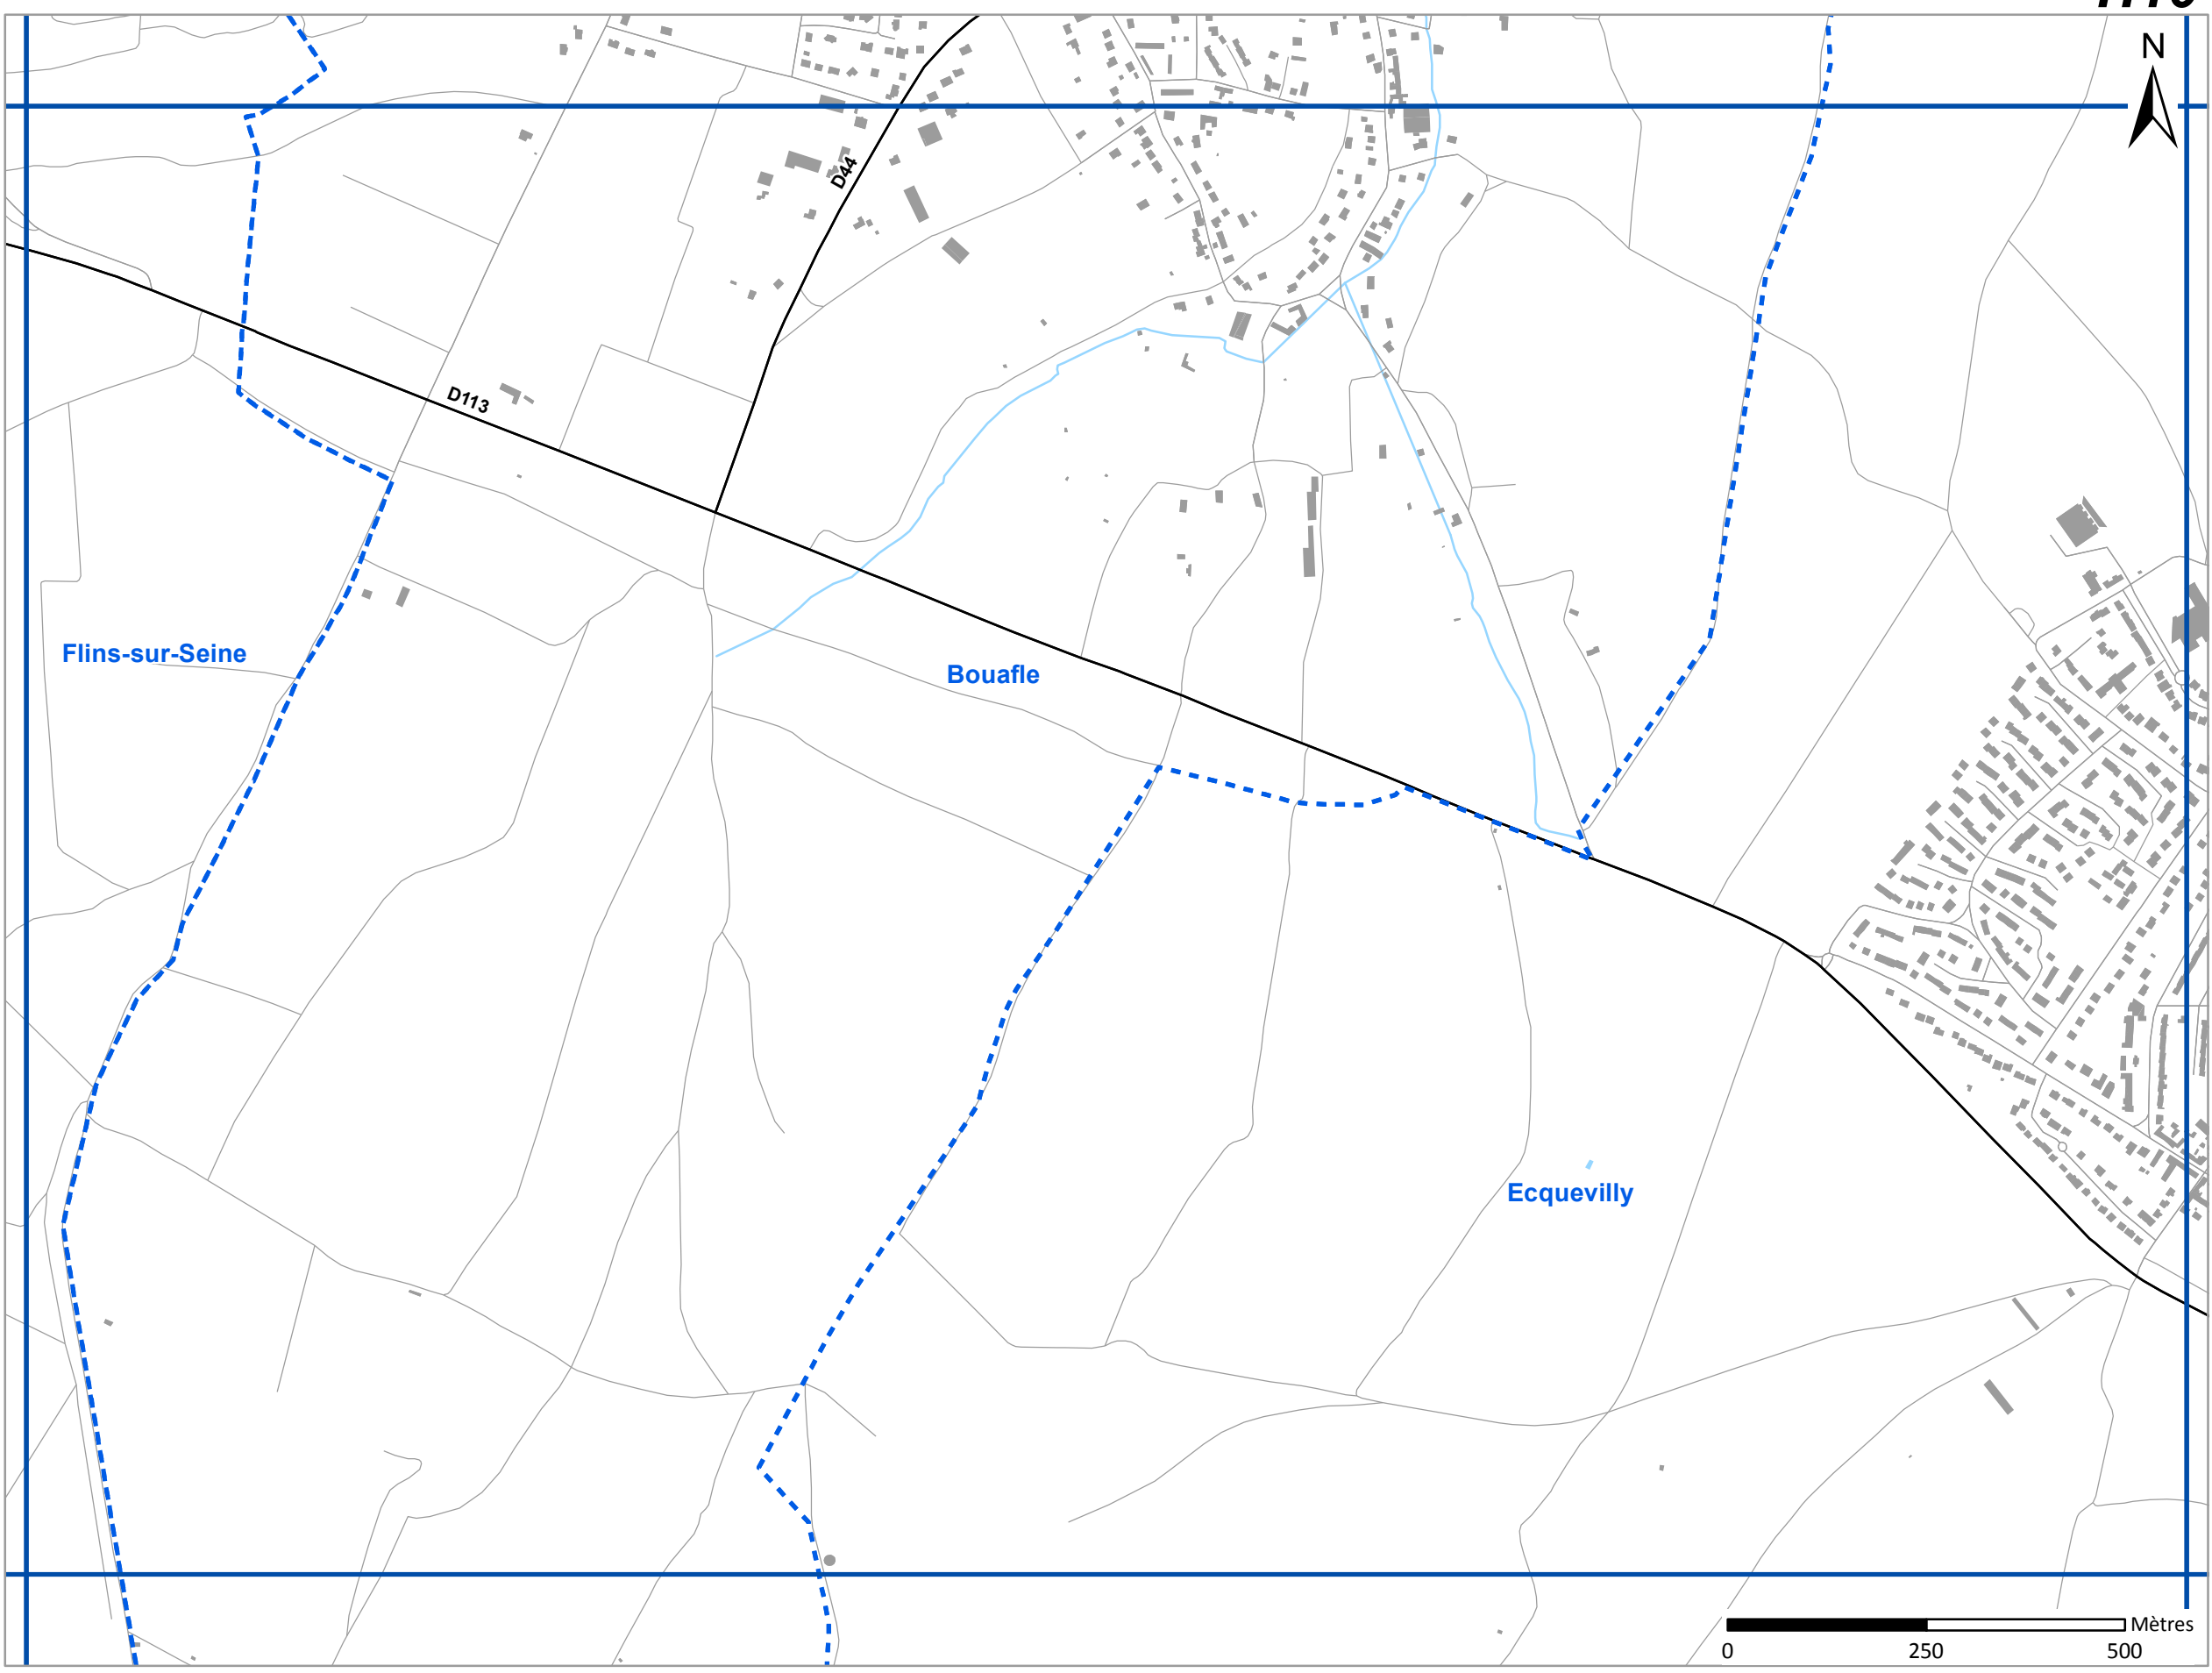 N
D44
D113
Flins-sur-Seine
Bouafle
Ecquevilly
Mètres
0 250 500